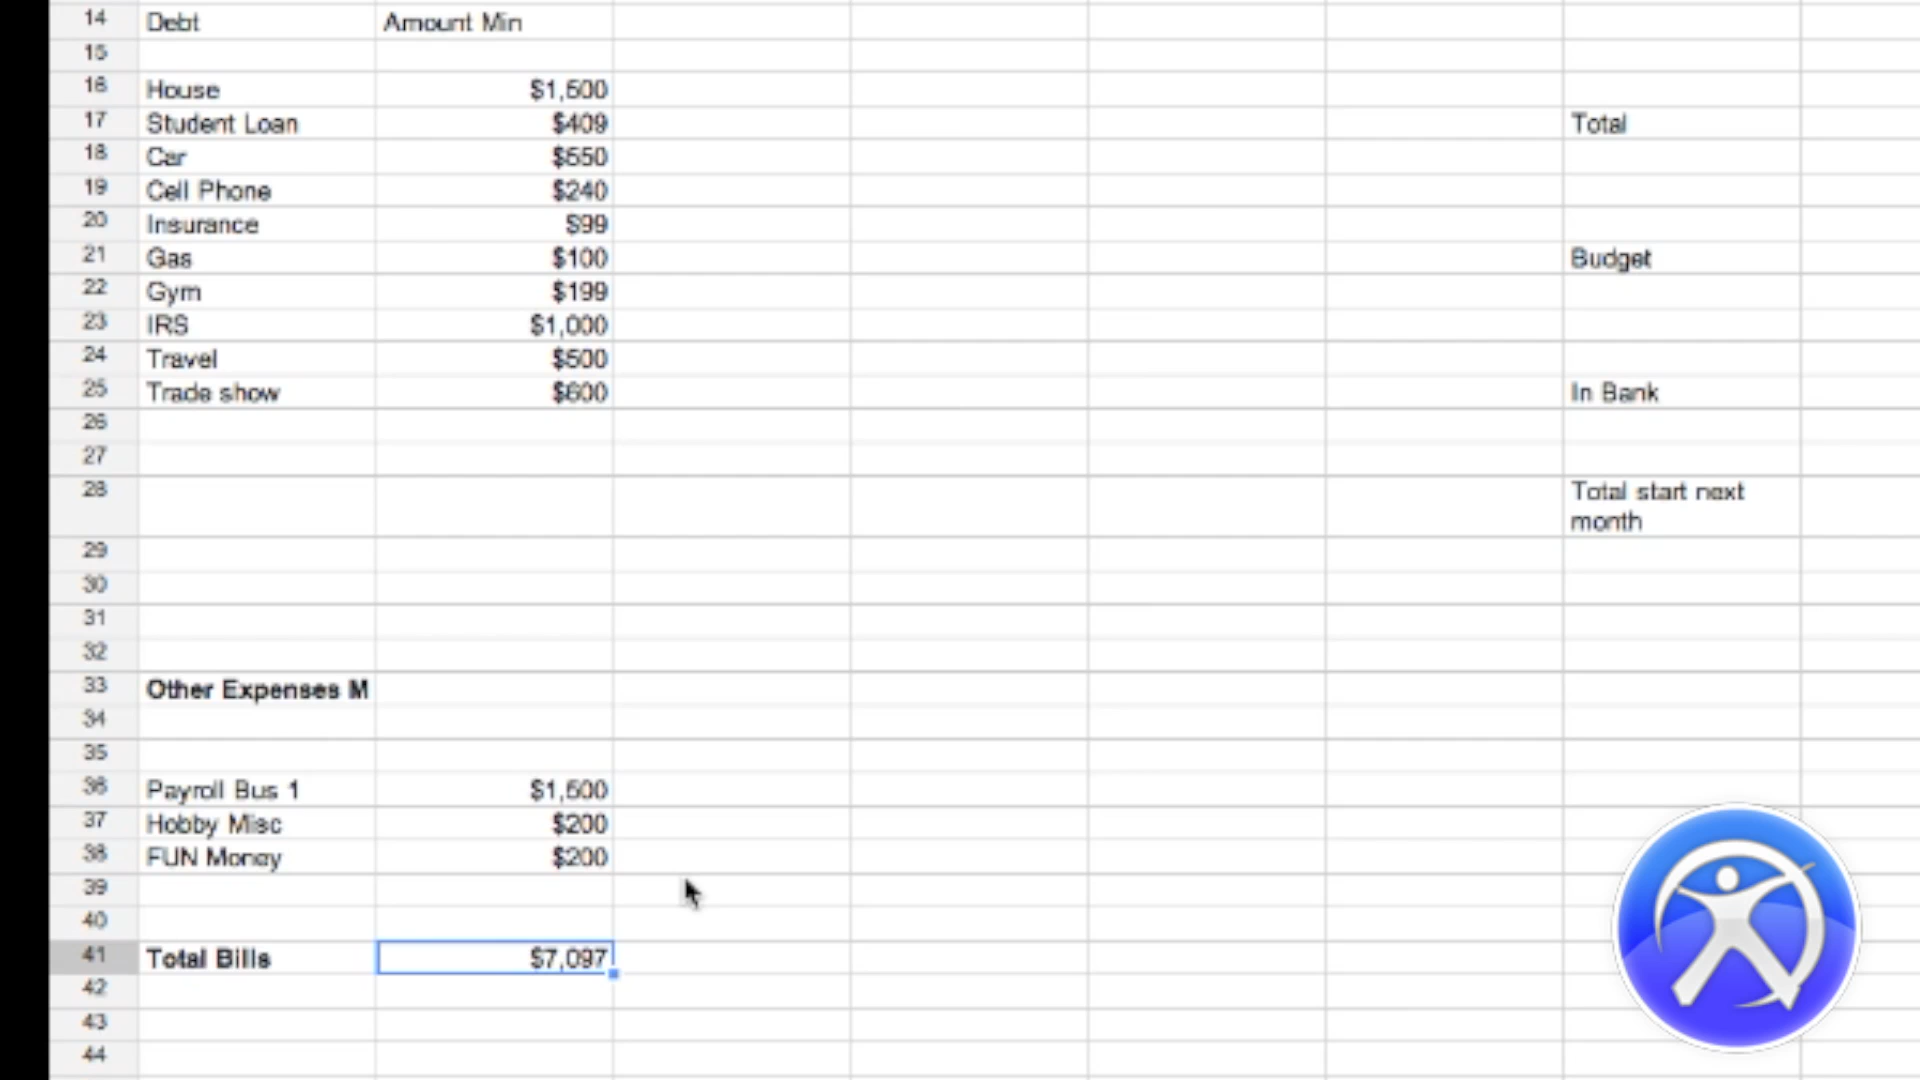 14 Debt Amount Min
15
16 House $1,500
17 Student Loan $409 Total
18 Car $550
19 Cell Phone $240
20 Insurance $99
21 Gas $100 Budget
22 Gym $199
23 IRS $1,000
24 Travel $500
25 Trade show $600 In Bank
26
27
28 Total start next
month
29
30
31
32
33 Other Expenses M
34
35
36 Payroll Bus 1 $1,500
37 Hobby Misc $200
38 FUN Money $200
39
40
41 Total Bills $7,097
42
43
44